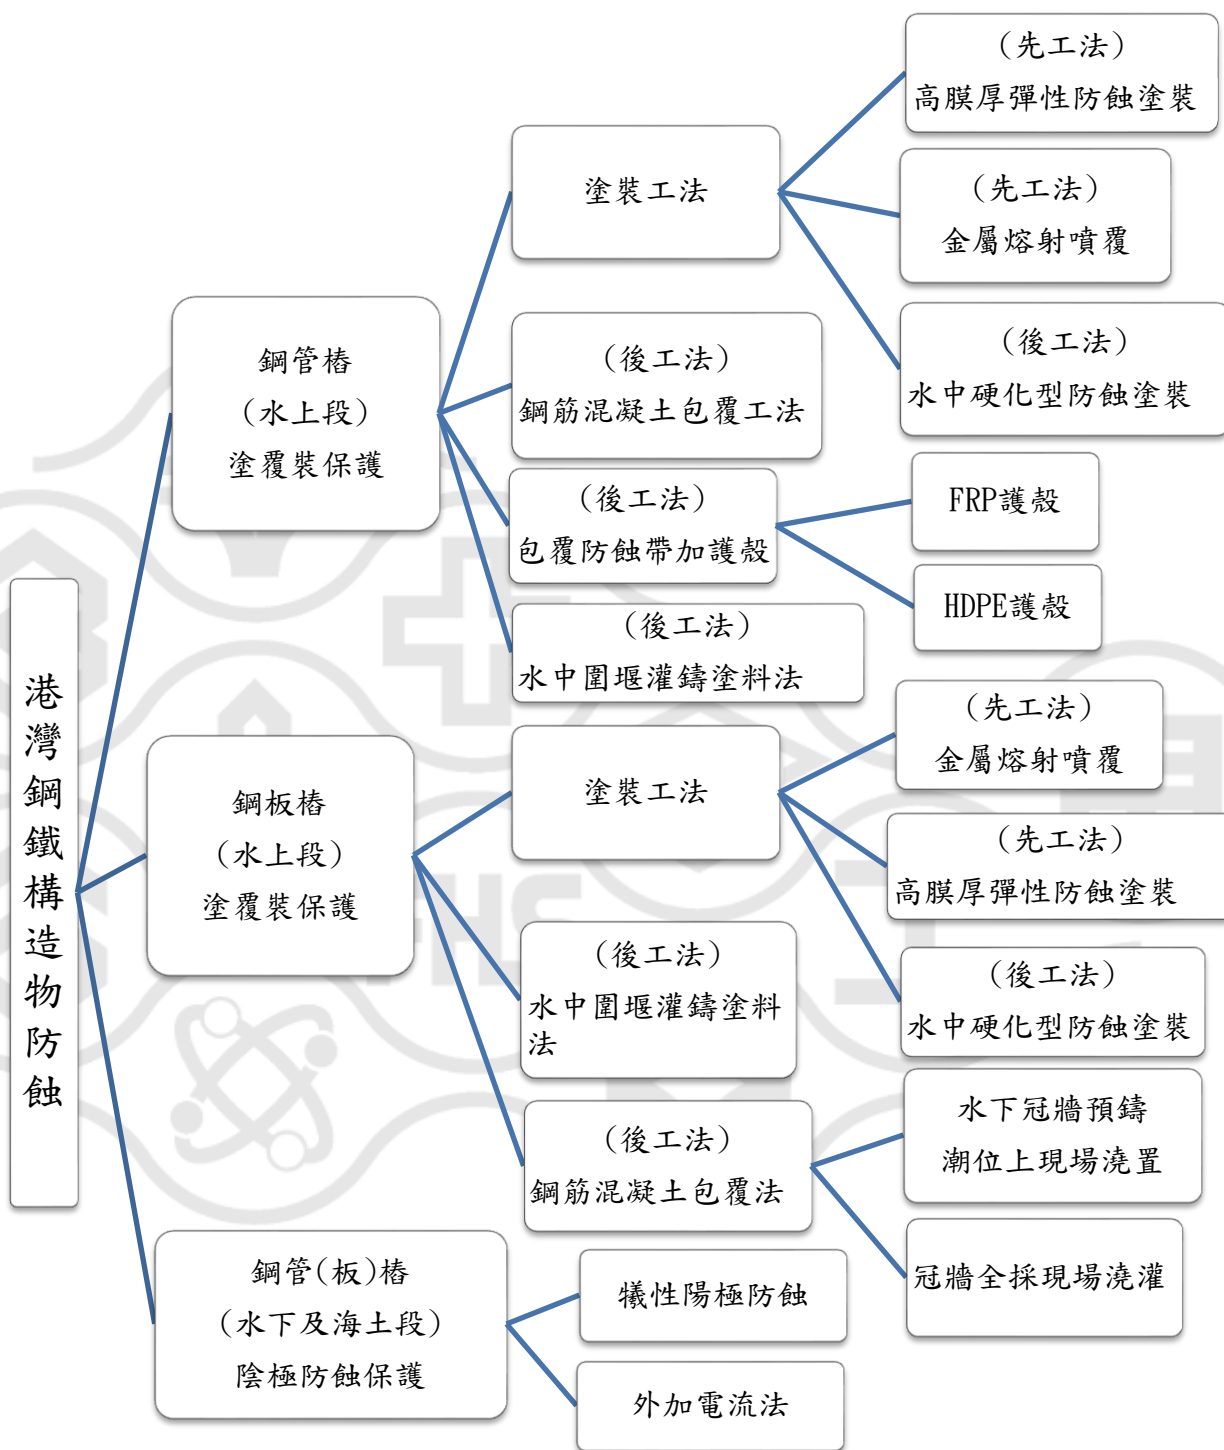 港灣鋼鐵構造物防蝕
鋼管樁
(水上段)
塗覆裝保護
塗裝工法
(先工法)
高膜厚彈性防蝕塗裝
(先工法)
金屬熔射噴覆
(後工法)
水中硬化型防蝕塗裝
(後工法)
鋼筋混凝土包覆工法
(後工法)
包覆防蝕帶加護殼
FRP護殼
HDPE護殼
(後工法)
水中圍堰灌鑄塗料法
鋼板樁
(水上段)
塗覆裝保護
塗裝工法
(先工法)
金屬熔射噴覆
(先工法)
高膜厚彈性防蝕塗裝
(後工法)
水中硬化型防蝕塗裝
(後工法)
水中圍堰灌鑄塗料
法
(後工法)
鋼筋混凝土包覆法
水下冠牆預鑄
潮位上現場澆置
冠牆全採現場澆灌
鋼管(板)樁
(水下及海土段)
陰極防蝕保護
犧性陽極防蝕
外加電流法